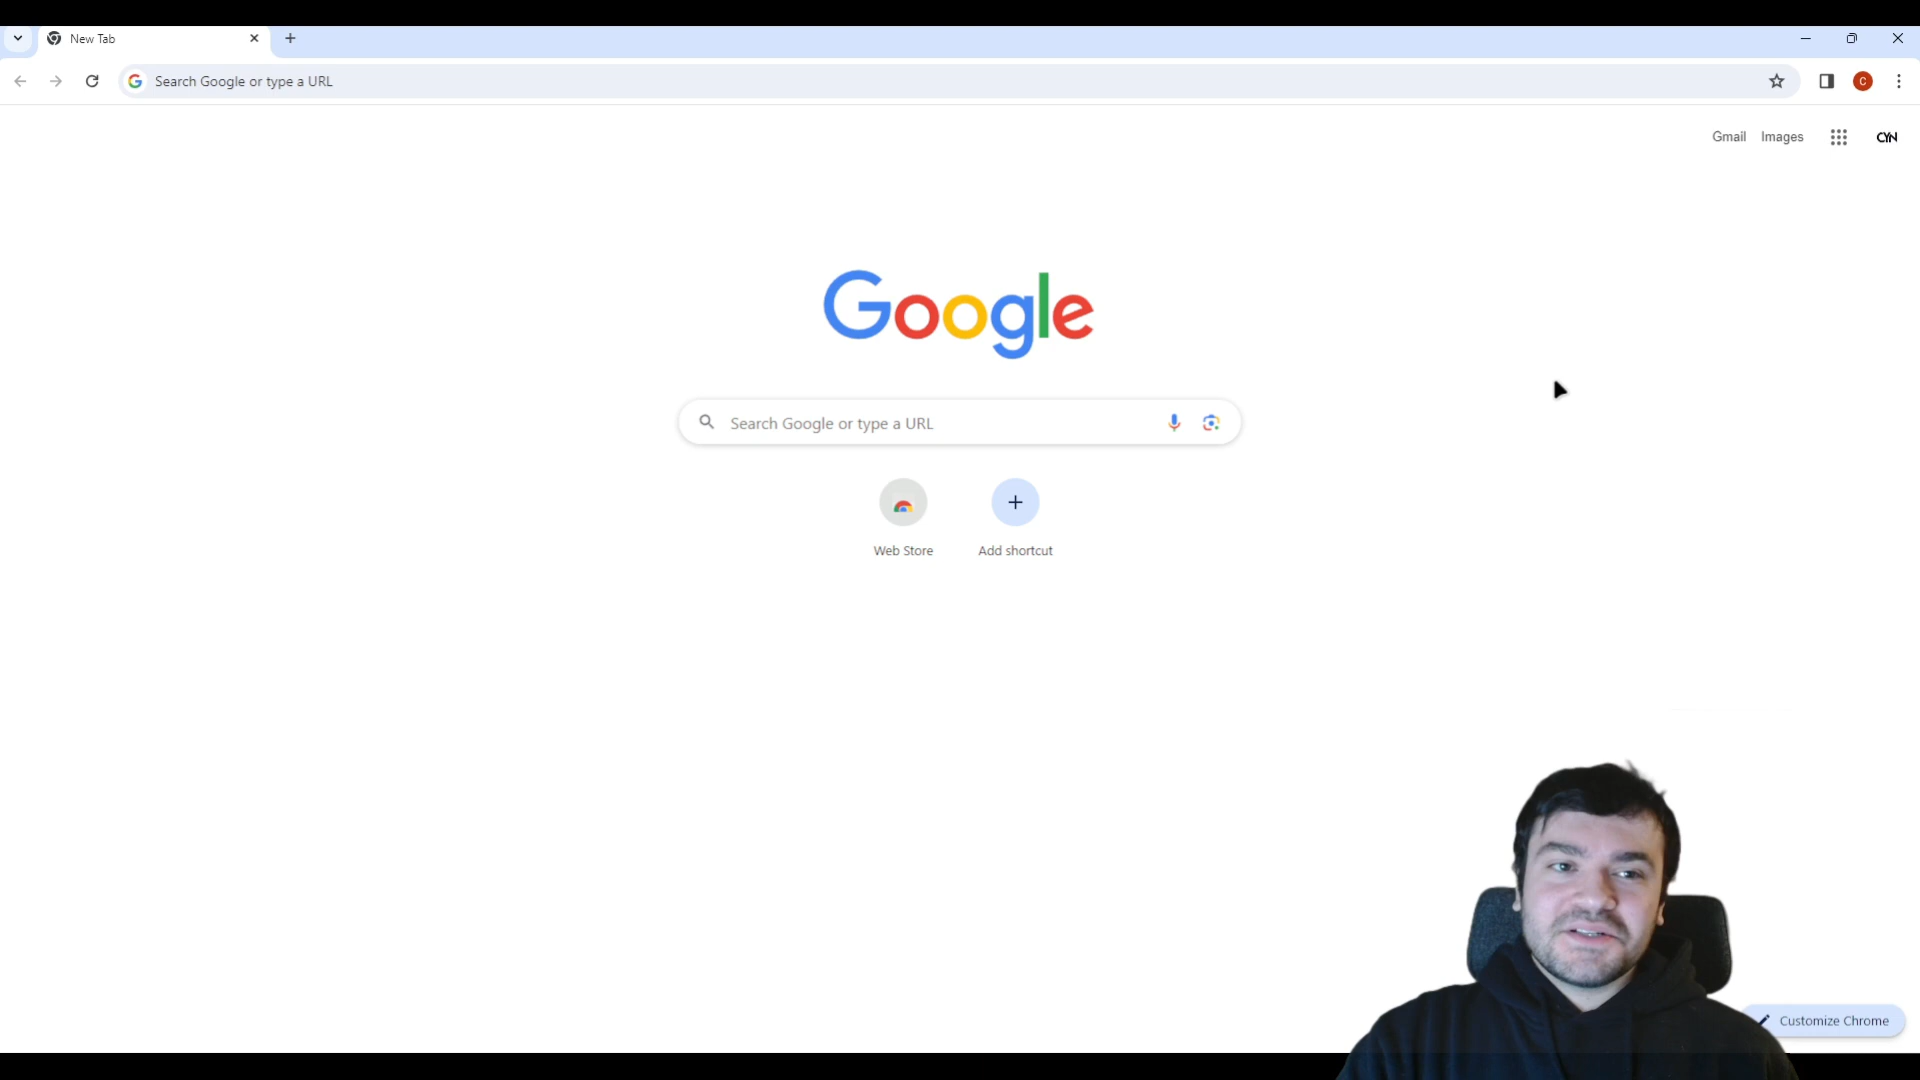 New Tab
Search Google or type a URL
C
Gmail Images CYN
Google
Search Google or type a URL
Web Store Add shortcut
Customize Chrome